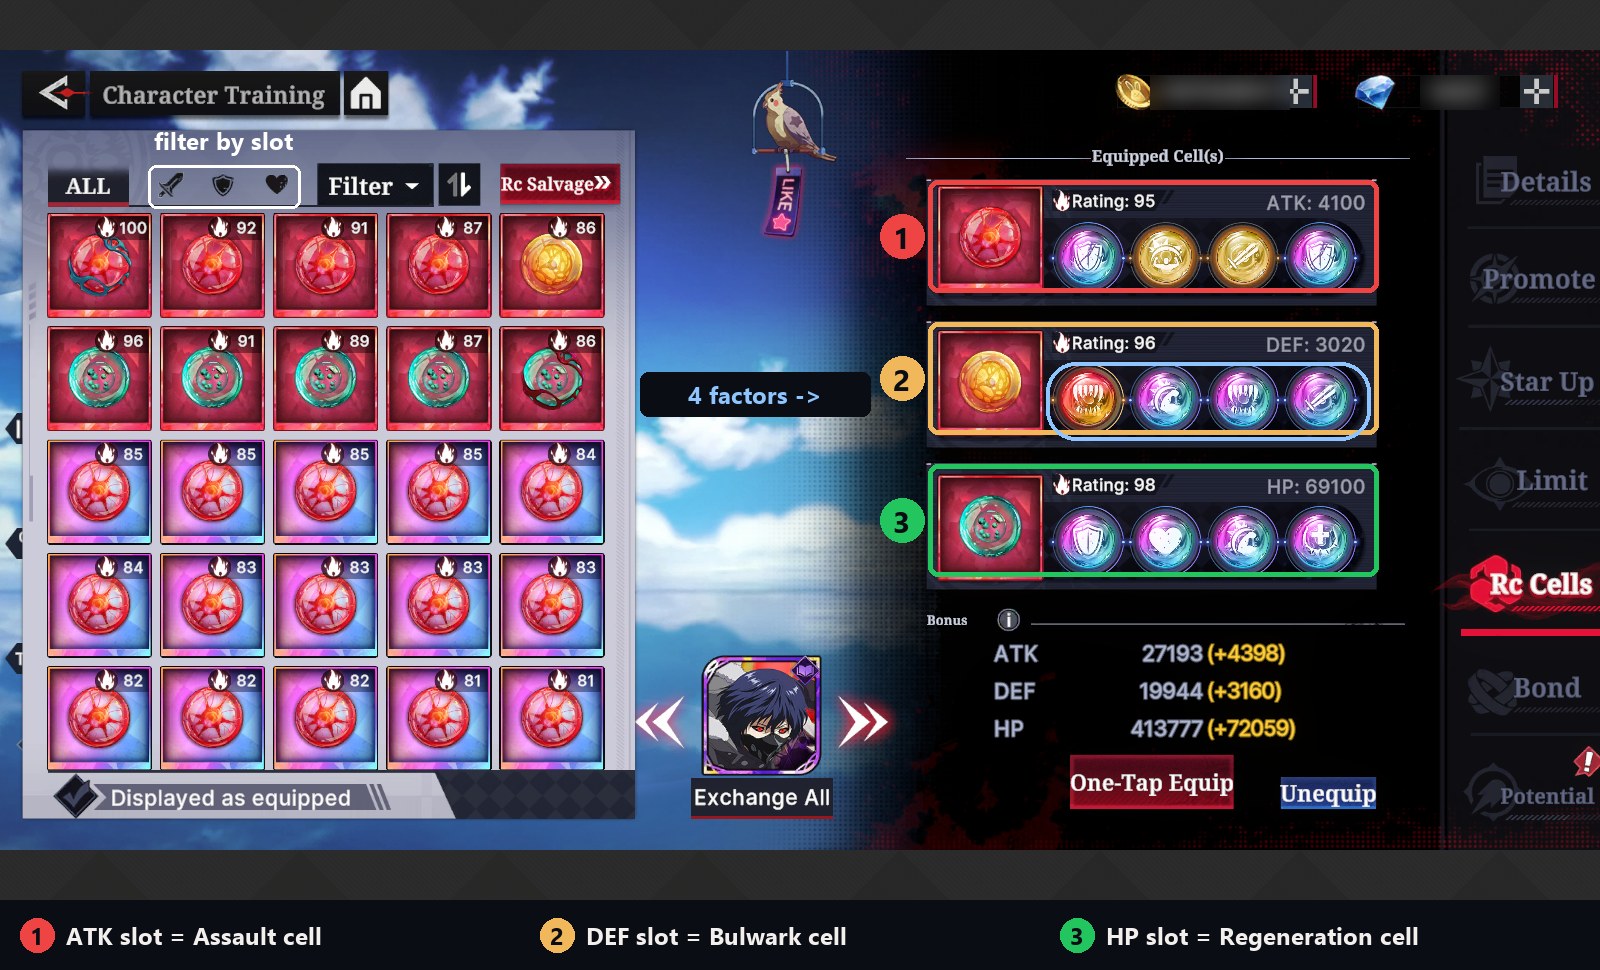 Character Training
filter by slot
ALL
Filter
Rc Salvage»
100 92 91 87 86
96 91 89 87 86
85 85 85 85 84
84 83 83 83 83
82 82 82 81 81
Displayed as equipped
LIKE
4 factors ->
Exchange All
Equipped Cell(s)
1
Rating: 95
ATK: 4100
2
Rating: 96
DEF: 3020
3
Rating: 98
HP: 69100
Bonus
i
ATK 27193 (+4398)
DEF 19944 (+3160)
HP 413777 (+72059)
One-Tap Equip
Unequip
Details
Promote
Star Up
Limit
Rc Cells
Bond
Potential
!
1 ATK slot = Assault cell
2 DEF slot = Bulwark cell
3 HP slot = Regeneration cell